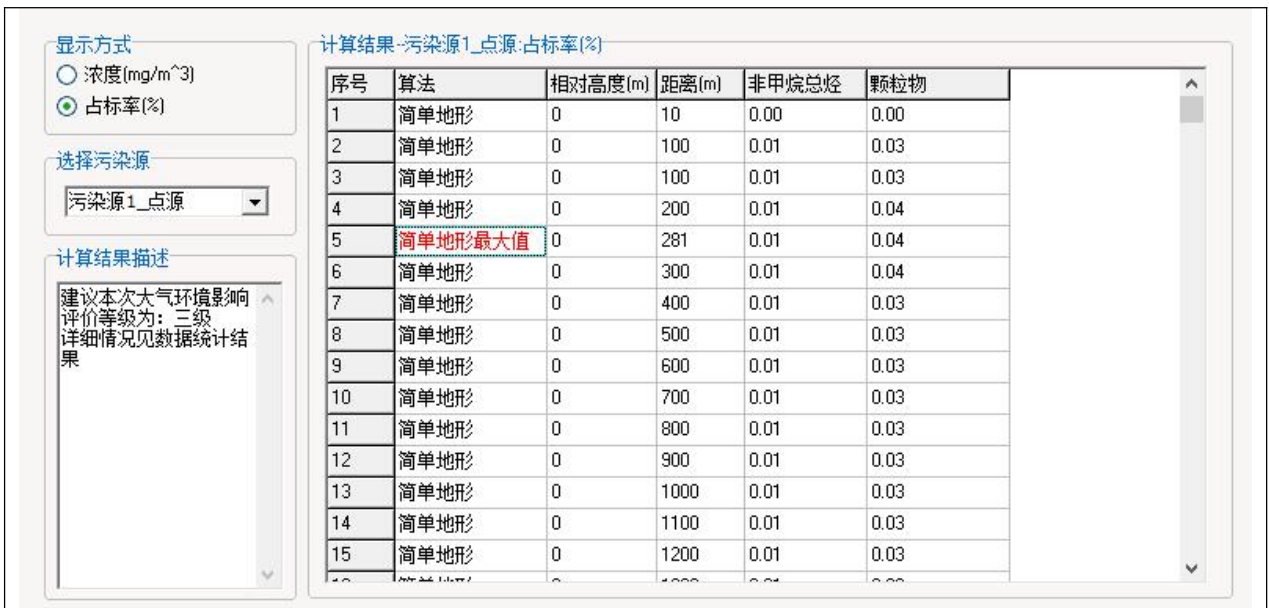 显示方式
浓度(mg/m^3)
占标率(%)
选择污染源
污染源1_点源
计算结果描述
建议本次大气环境影响
评价等级为: 三级
详细情况见数据统计结
果
计算结果-污染源1_点源:占标率(%)
序号 算法 相对高度(m) 距离(m) 非甲烷总烃 颗粒物
1 简单地形 0 10 0.00 0.00
2 简单地形 0 100 0.01 0.03
3 简单地形 0 100 0.01 0.03
4 简单地形 0 200 0.01 0.04
5 简单地形最大值 0 281 0.01 0.04
6 简单地形 0 300 0.01 0.04
7 简单地形 0 400 0.01 0.03
8 简单地形 0 500 0.01 0.03
9 简单地形 0 600 0.01 0.03
10 简单地形 0 700 0.01 0.03
11 简单地形 0 800 0.01 0.03
12 简单地形 0 900 0.01 0.03
13 简单地形 0 1000 0.01 0.03
14 简单地形 0 1100 0.01 0.03
15 简单地形 0 1200 0.01 0.03